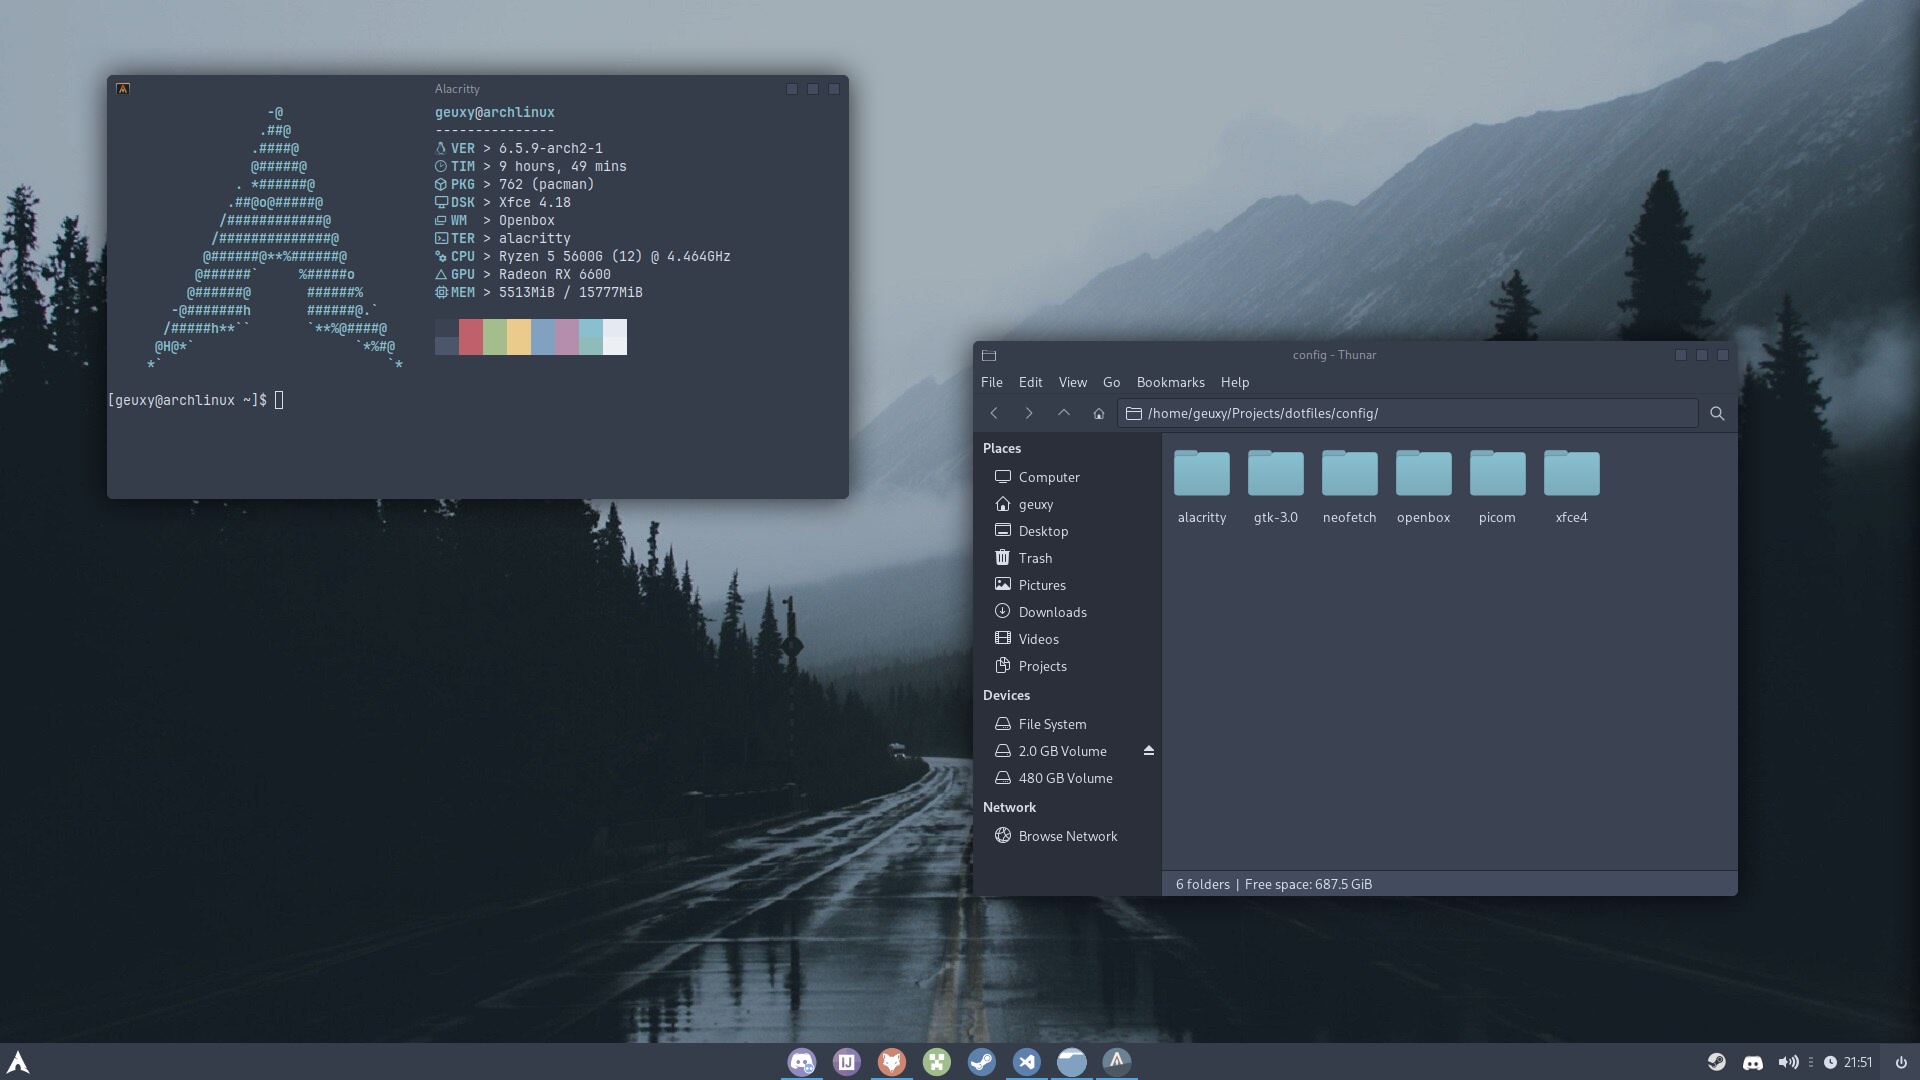 Alacritty
-@
.##@
.####@
@#####@
. *######@
.##@o@#####@
/############@
/##############@
@######@**%######@
@######` %#####o
@######@ ######%
-@#######h ######@.`
/#####h**`` `**%@####@
@H@*` `*%#@
*` `*
geuxy@archlinux
---------------
VER > 6.5.9-arch2-1
TIM > 9 hours, 49 mins
PKG > 762 (pacman)
DSK > Xfce 4.18
WM > Openbox
TER > alacritty
CPU > Ryzen 5 5600G (12) @ 4.464GHz
GPU > Radeon RX 6600
MEM > 5513MiB / 15777MiB
[geuxy@archlinux ~]$
config - Thunar
File Edit View Go Bookmarks Help
/home/geuxy/Projects/dotfiles/config/
Places
Computer
geuxy
Desktop
Trash
Pictures
Downloads
Videos
Projects
Devices
File System
2.0 GB Volume
480 GB Volume
Network
Browse Network
alacritty gtk-3.0 neofetch openbox picom xfce4
6 folders | Free space: 687.5 GiB
IJ
21:51